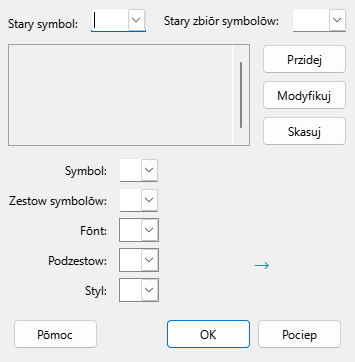 Stary symbol: Stary zbiōr symbolōw:
Przidej
Modyfikuj
Skasuj
Symbol:
Zestow symbolōw:
Fōnt:
Podzestow:
→
Styl:
Pōmoc OK Pociep